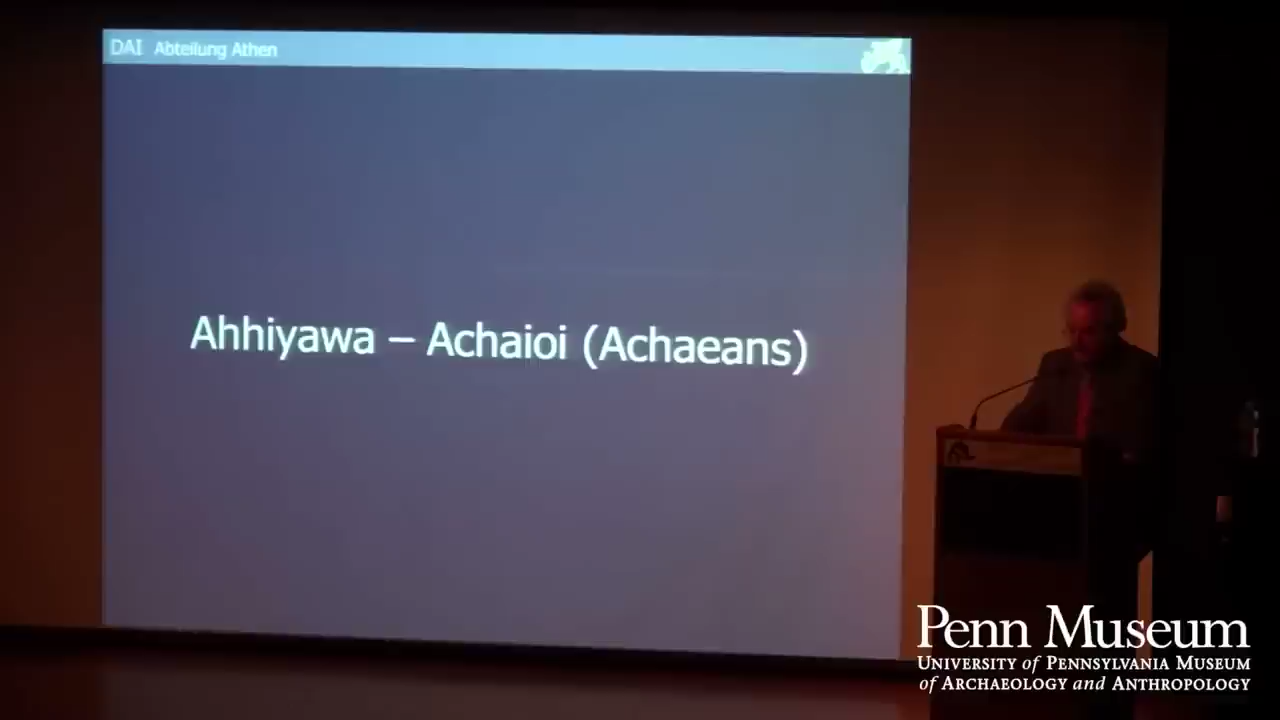 DAI Abteilung Athen
Ahhiyawa – Achaioi (Achaeans)
Penn Museum
UNIVERSITY of PENNSYLVANIA MUSEUM
of ARCHAEOLOGY and ANTHROPOLOGY